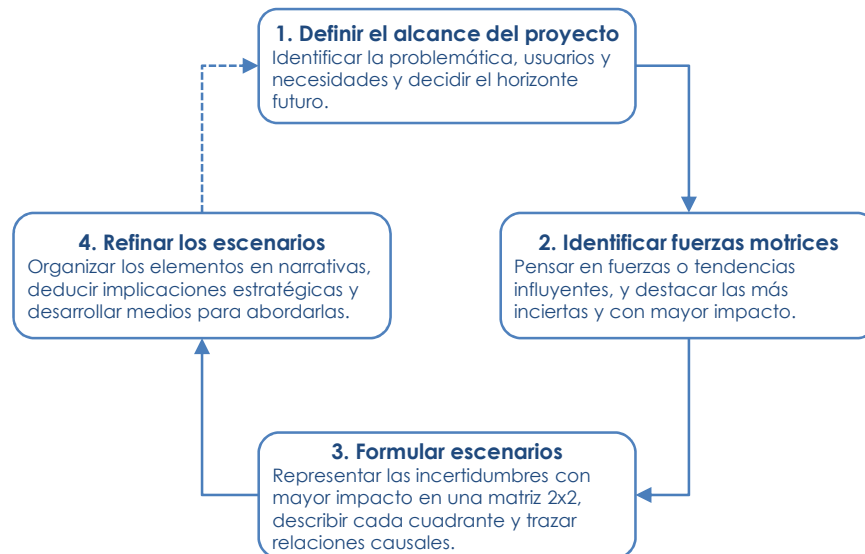 1. Definir el alcance del proyecto
Identificar la problemática, usuarios y
necesidades y decidir el horizonte
futuro.
2. Identificar fuerzas motrices
Pensar en fuerzas o tendencias
influyentes, y destacar las más
inciertas y con mayor impacto.
3. Formular escenarios
Representar las incertidumbres con
mayor impacto en una matriz 2x2,
describir cada cuadrante y trazar
relaciones causales.
4. Refinar los escenarios
Organizar los elementos en narrativas,
deducir implicaciones estratégicas y
desarrollar medios para abordarlas.